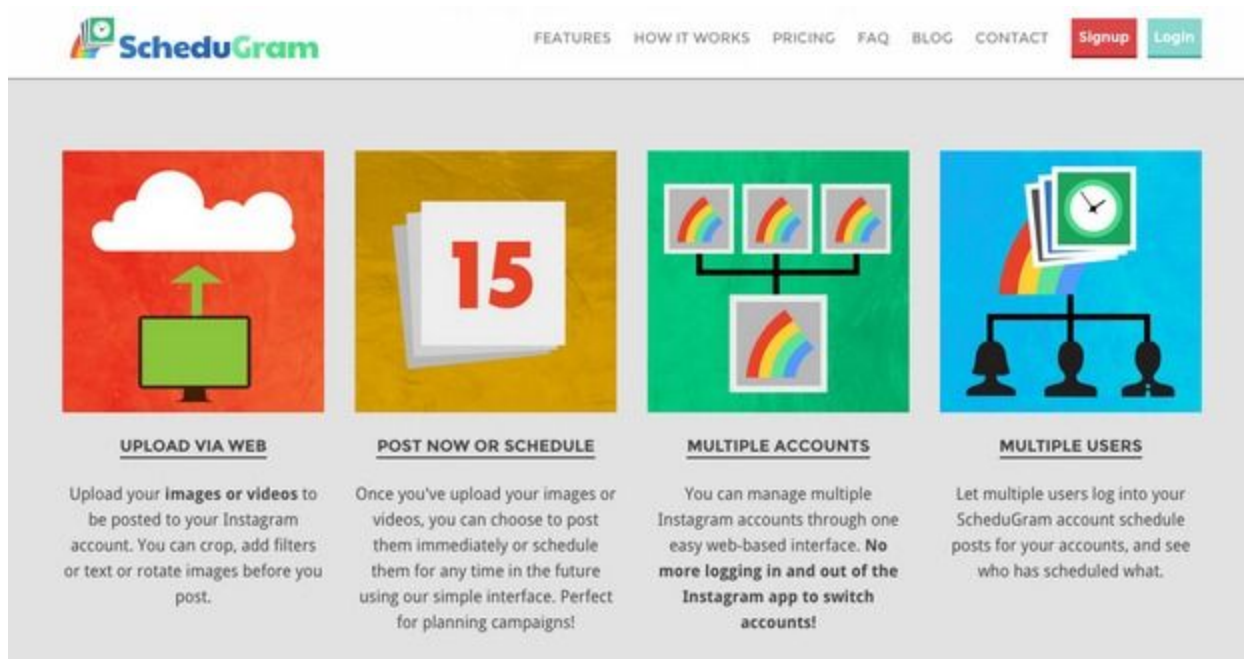 ScheduGram
FEATURES HOW IT WORKS PRICING FAQ BLOG CONTACT Signup Login
15
UPLOAD VIA WEB
Upload your images or videos to
be posted to your Instagram
account. You can crop, add filters
or text or rotate images before you
post.
POST NOW OR SCHEDULE
Once you've upload your images or
videos, you can choose to post
them immediately or schedule
them for any time in the future
using our simple interface. Perfect
for planning campaigns!
MULTIPLE ACCOUNTS
You can manage multiple
Instagram accounts through one
easy web-based interface. No
more logging in and out of the
Instagram app to switch
accounts!
MULTIPLE USERS
Let multiple users log into your
ScheduGram account schedule
posts for your accounts, and see
who has scheduled what.